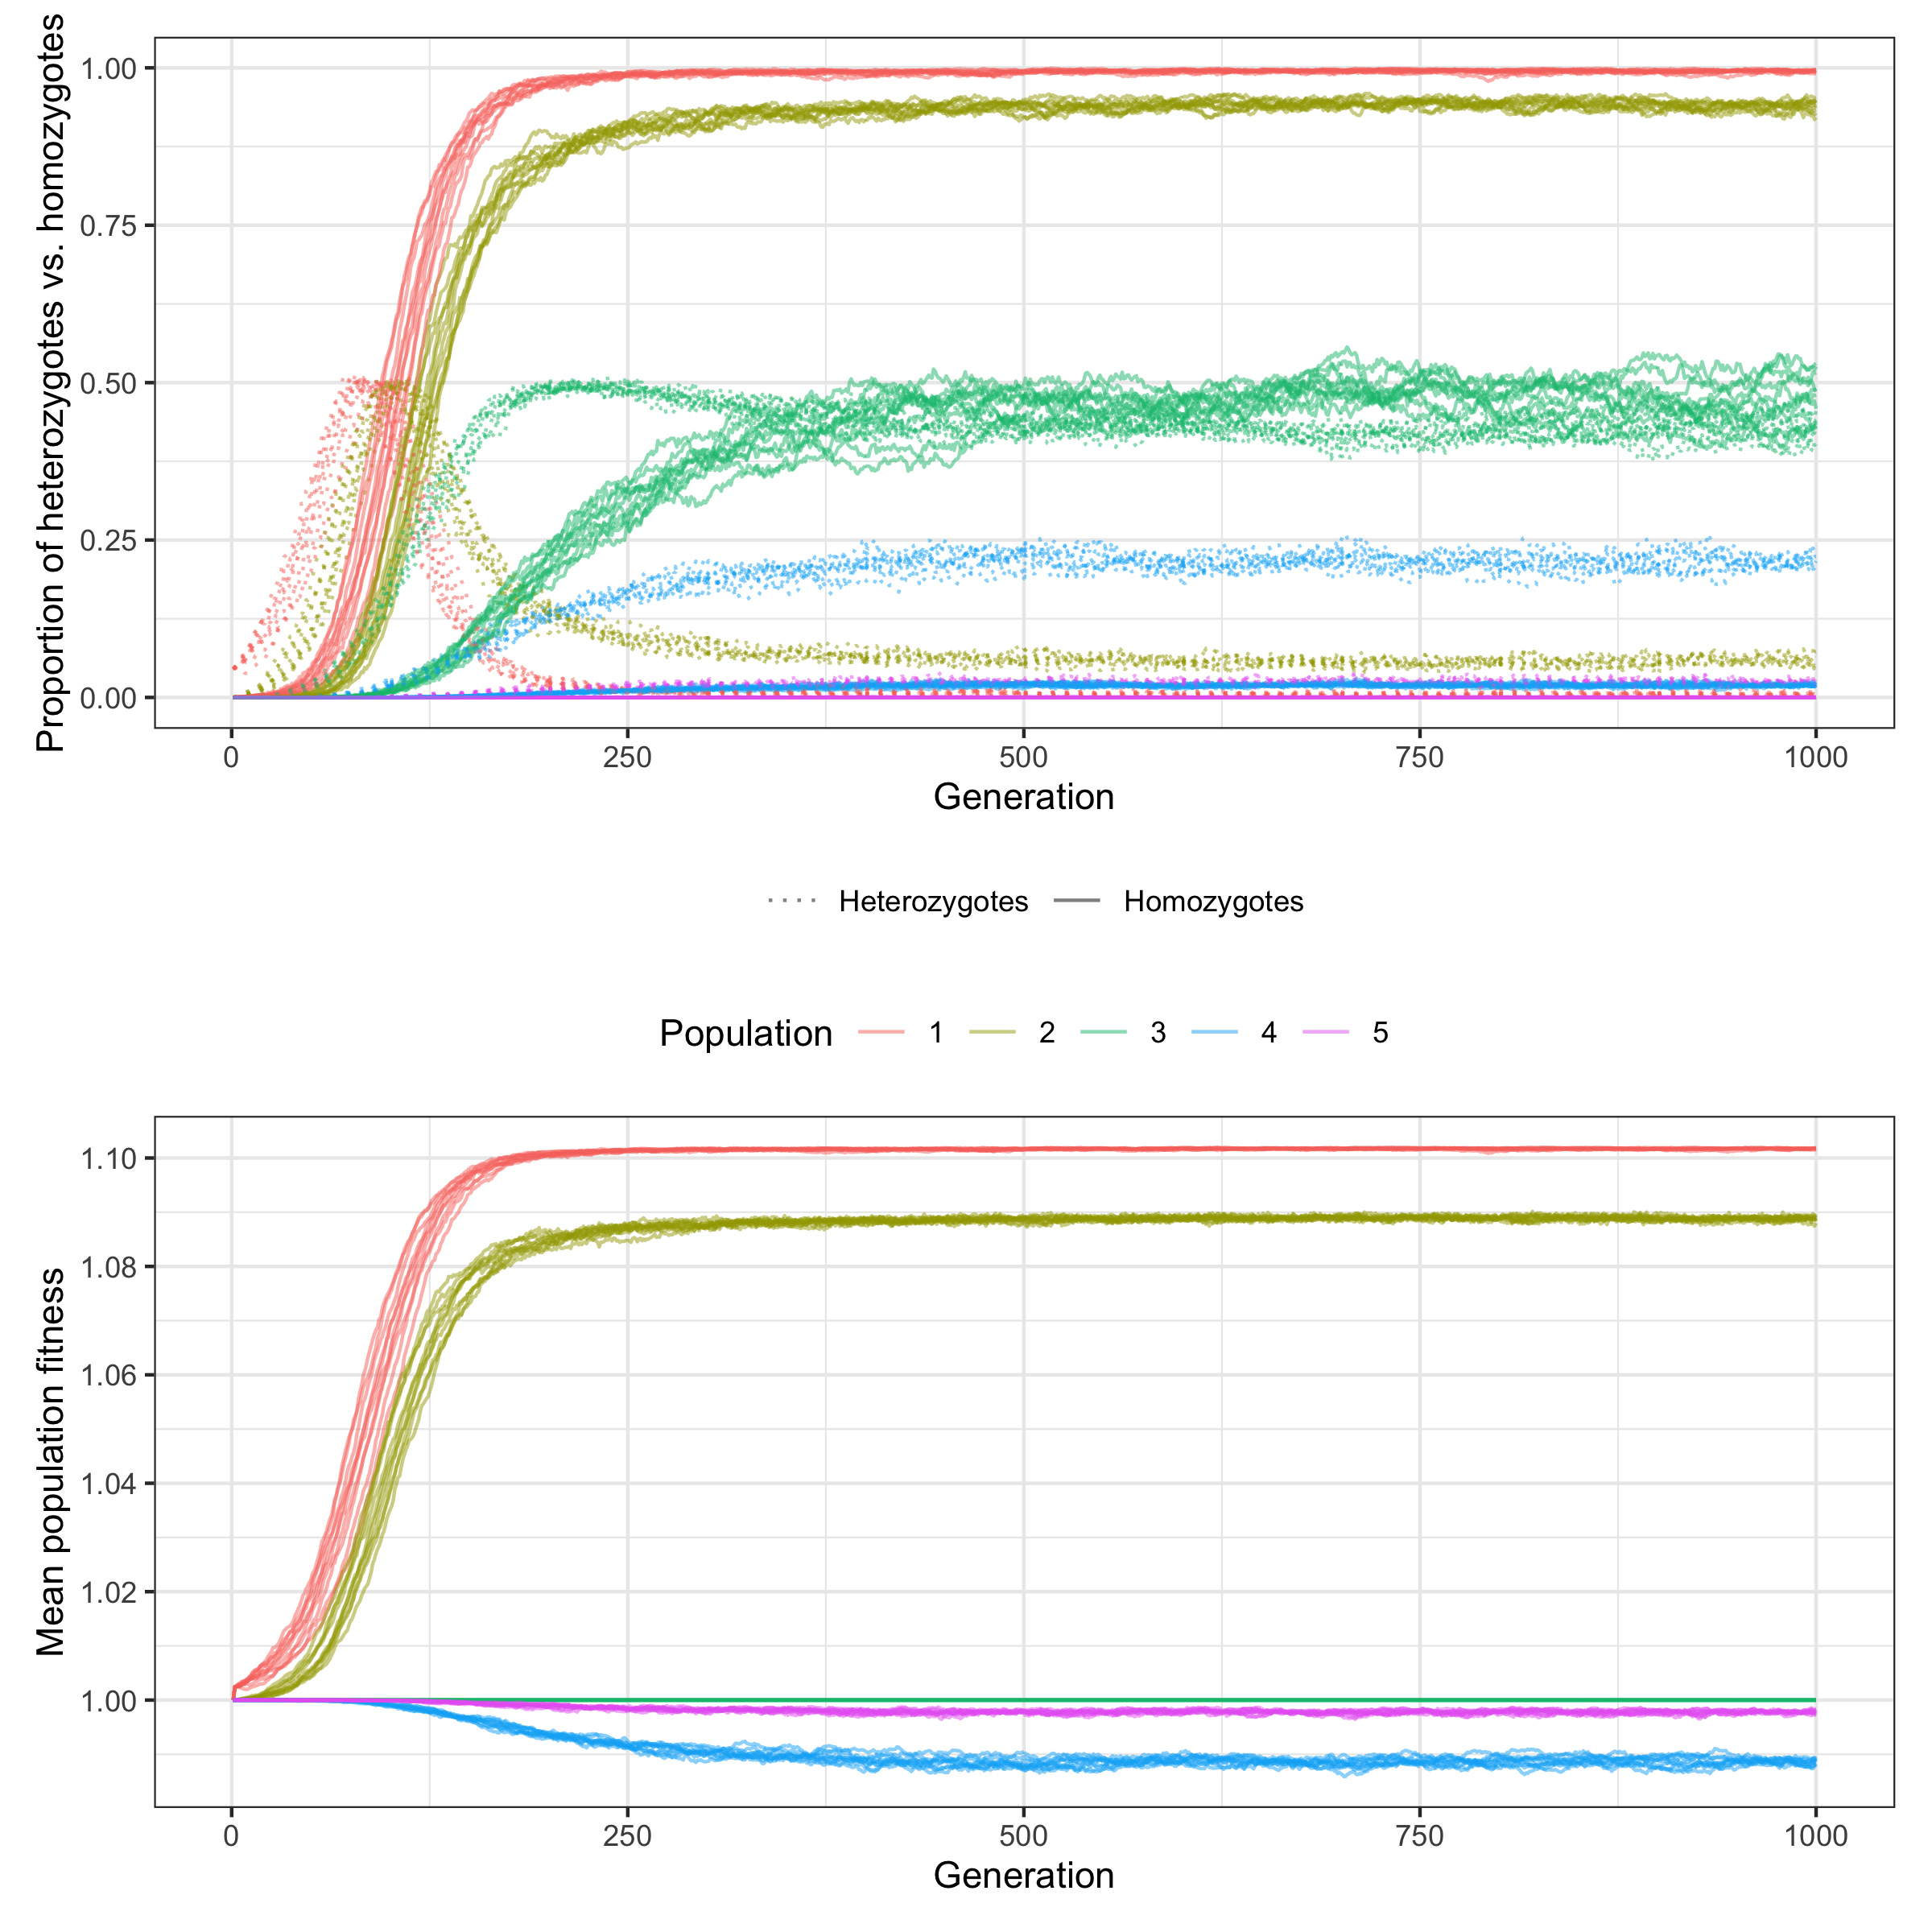 Proportion of heterozygotes vs. homozygotes
1.00
0.75
0.50
0.25
0.00
0 250 500 750 1000
Generation
Heterozygotes Homozygotes
Population 1 2 3 4 5
Mean population fitness
1.10
1.08
1.06
1.04
1.02
1.00
0 250 500 750 1000
Generation